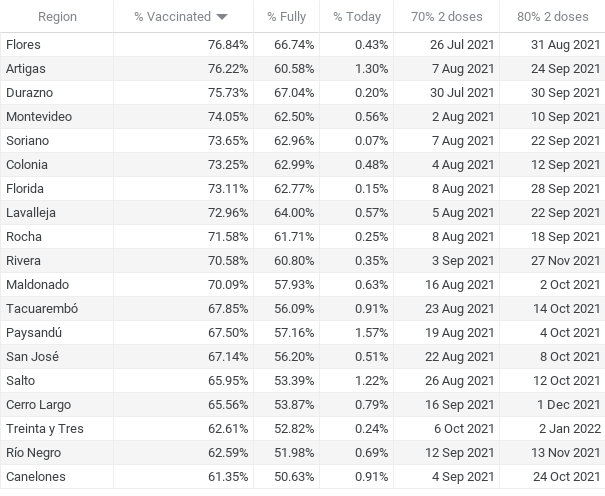 Region % Vaccinated % Fully % Today 70% 2 doses 80% 2 doses
Flores 76.84% 66.74% 0.43% 26 Jul 2021 31 Aug 2021
Artigas 76.22% 60.58% 1.30% 7 Aug 2021 24 Sep 2021
Durazno 75.73% 67.04% 0.20% 30 Jul 2021 30 Sep 2021
Montevideo 74.05% 62.50% 0.56% 2 Aug 2021 10 Sep 2021
Soriano 73.65% 62.96% 0.07% 7 Aug 2021 22 Sep 2021
Colonia 73.25% 62.99% 0.48% 4 Aug 2021 12 Sep 2021
Florida 73.11% 62.77% 0.15% 8 Aug 2021 28 Sep 2021
Lavalleja 72.96% 64.00% 0.57% 5 Aug 2021 22 Sep 2021
Rocha 71.58% 61.71% 0.25% 8 Aug 2021 18 Sep 2021
Rivera 70.58% 60.80% 0.35% 3 Sep 2021 27 Nov 2021
Maldonado 70.09% 57.93% 0.63% 16 Aug 2021 2 Oct 2021
Tacuarembó 67.85% 56.09% 0.91% 23 Aug 2021 14 Oct 2021
Paysandú 67.50% 57.16% 1.57% 19 Aug 2021 4 Oct 2021
San José 67.14% 56.20% 0.51% 22 Aug 2021 8 Oct 2021
Salto 65.95% 53.39% 1.22% 26 Aug 2021 12 Oct 2021
Cerro Largo 65.56% 53.87% 0.79% 16 Sep 2021 1 Dec 2021
Treinta y Tres 62.61% 52.82% 0.24% 6 Oct 2021 2 Jan 2022
Río Negro 62.59% 51.98% 0.69% 12 Sep 2021 13 Nov 2021
Canelones 61.35% 50.63% 0.91% 4 Sep 2021 24 Oct 2021